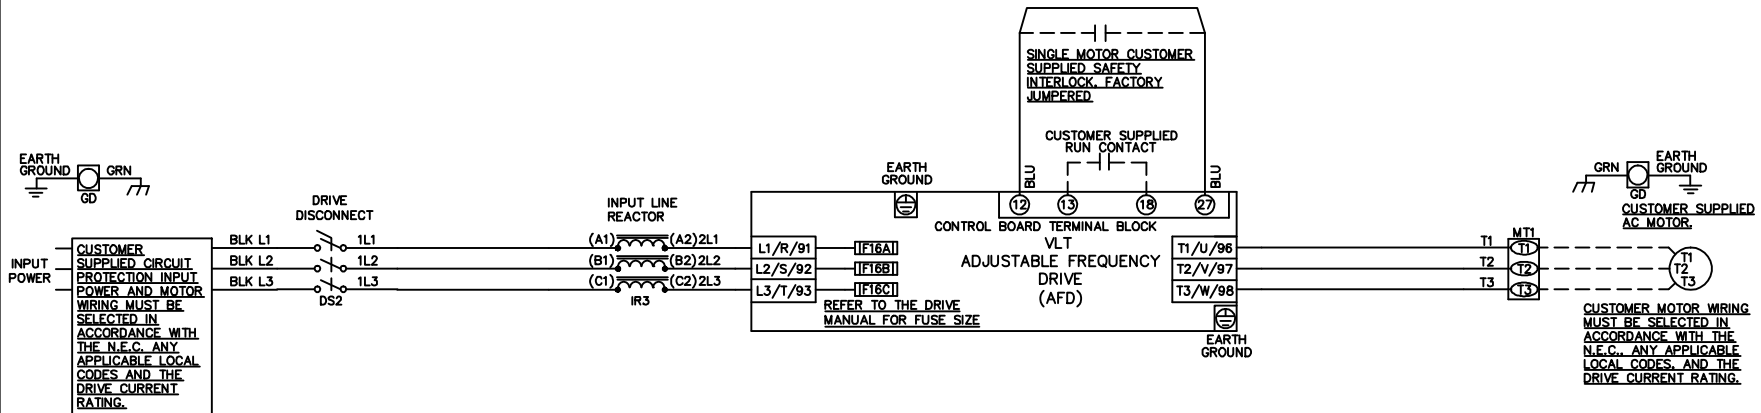 SINGLE MOTOR CUSTOMER
SUPPLIED SAFETY
INTERLOCK, FACTORY
JUMPERED
CUSTOMER SUPPLIED
RUN CONTACT
BLU
BLU
EARTH
GROUND
GRN
GD
EARTH
GROUND
12
13
18
27
CONTROL BOARD TERMINAL BLOCK
GRN
EARTH
GROUND
GD
CUSTOMER SUPPLIED
AC MOTOR.
DRIVE
DISCONNECT
INPUT LINE
REACTOR
INPUT
POWER
CUSTOMER
SUPPLIED CIRCUIT
PROTECTION INPUT
POWER AND MOTOR
WIRING MUST BE
SELECTED IN
ACCORDANCE WITH
THE N.E.C. ANY
APPLICABLE LOCAL
CODES AND THE
DRIVE CURRENT
RATING.
BLK L1
BLK L2
BLK L3
1L1
1L2
1L3
DS2
(A1) (A2) 2L1
(B1) (B2) 2L2
(C1) (C2) 2L3
IR3
L1/R/91
L2/S/92
L3/T/93
F16A
F16B
F16C
REFER TO THE DRIVE
MANUAL FOR FUSE SIZE
VLT
ADJUSTABLE FREQUENCY
DRIVE
(AFD)
T1/U/96
T2/V/97
T3/W/98
EARTH
GROUND
T1
T2
T3
MT1
T1
T2
T3
T1
T2
T3
CUSTOMER MOTOR WIRING
MUST BE SELECTED IN
ACCORDANCE WITH THE
N.E.C., ANY APPLICABLE
LOCAL CODES, AND THE
DRIVE CURRENT RATING.